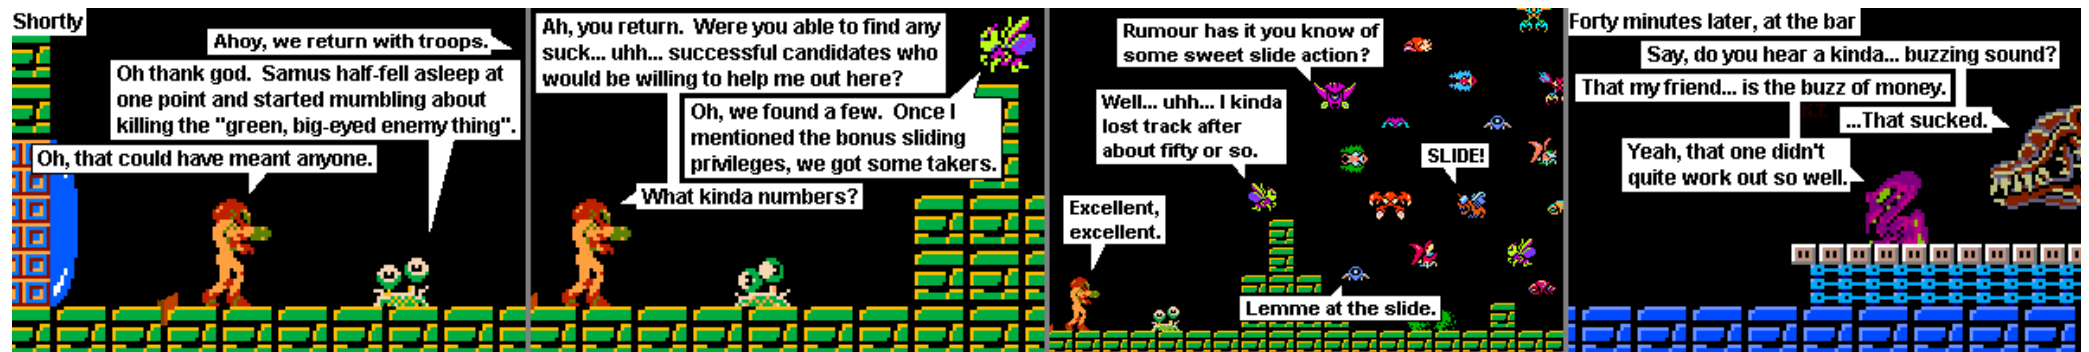 Shortly
Ahoy, we return with troops.
Oh thank god. Samus half-fell asleep at
one point and started mumbling about
killing the "green, big-eyed enemy thing".
Oh, that could have meant anyone.
Ah, you return. Were you able to find any
suck... uhh... successful candidates who
would be willing to help me out here?
Oh, we found a few. Once I
mentioned the bonus sliding
privileges, we got some takers.
What kinda numbers?
Rumour has it you know of
some sweet slide action?
Well... uhh... I kinda
lost track after
about fifty or so.
SLIDE!
Excellent,
excellent.
Lemme at the slide.
Forty minutes later, at the bar
Say, do you hear a kinda... buzzing sound?
That my friend... is the buzz of money.
...That sucked.
Yeah, that one didn't
quite work out so well.